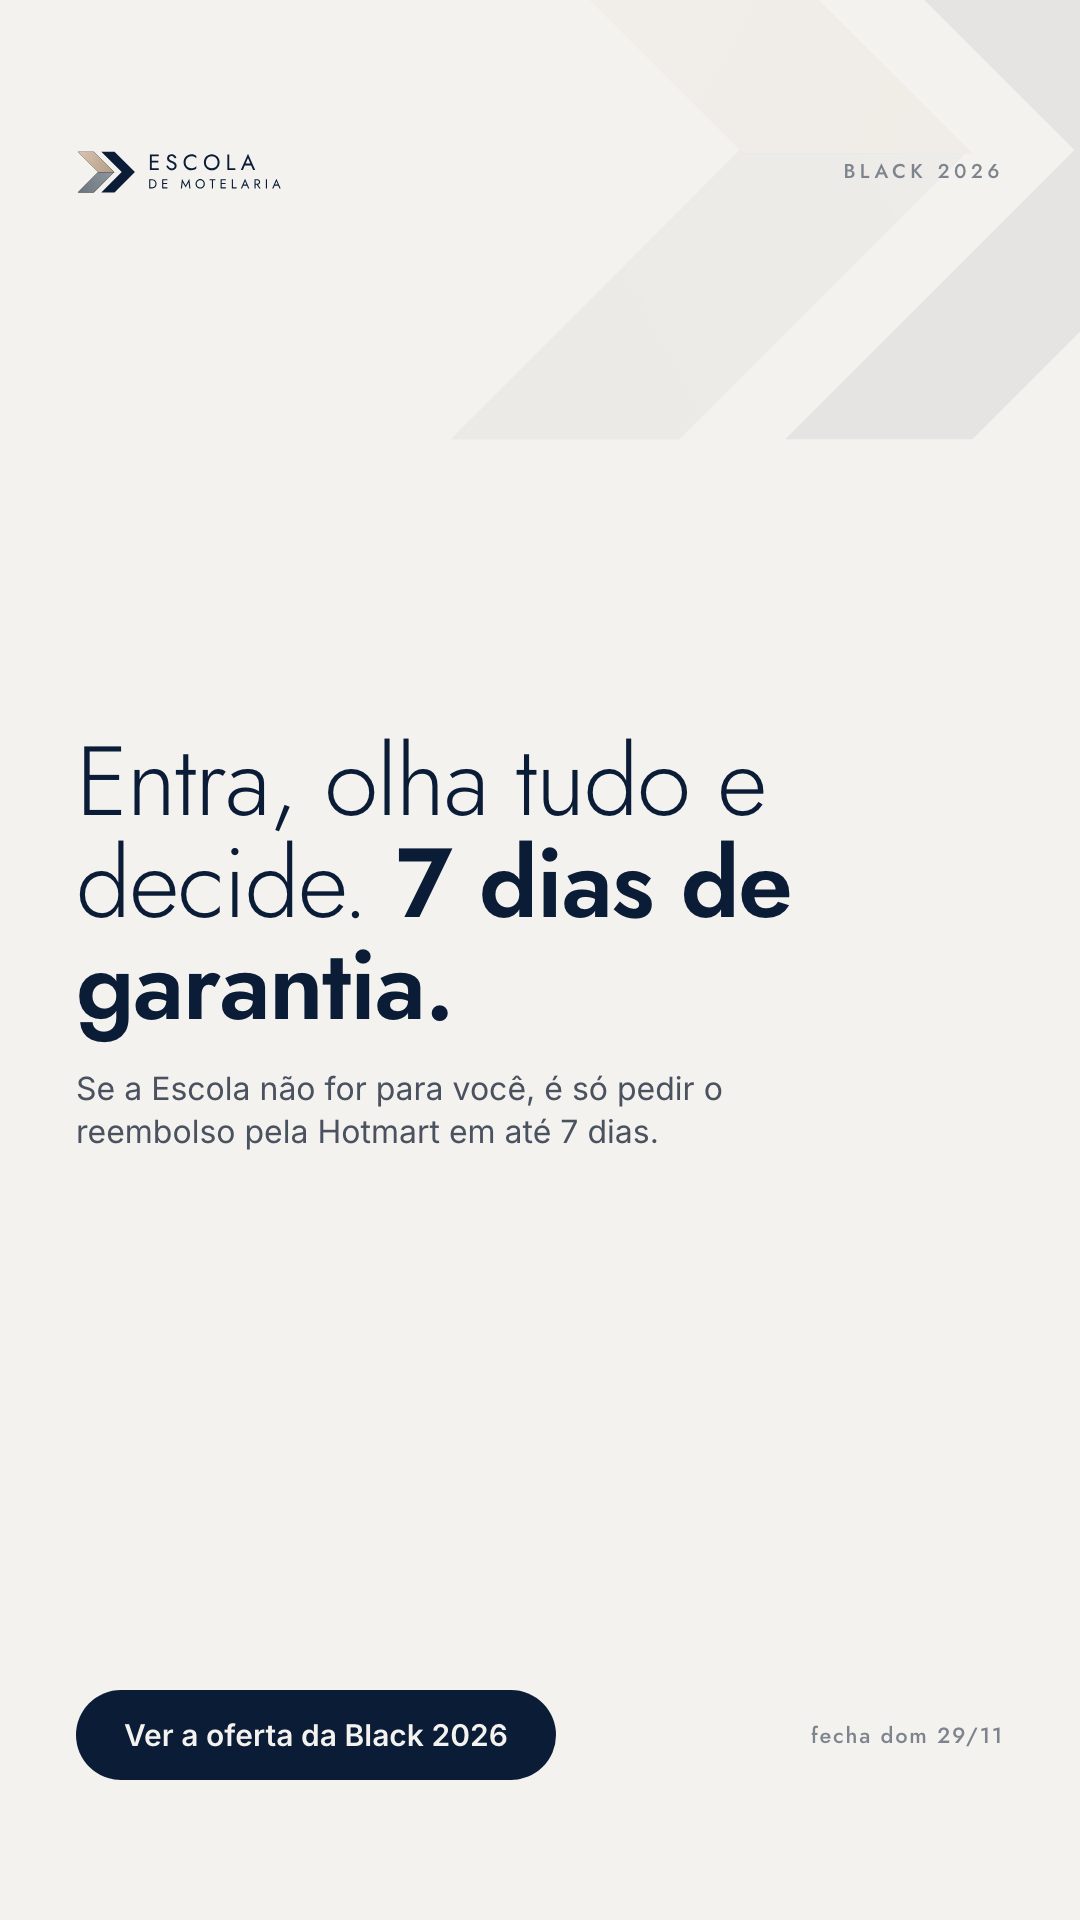 ESCOLA
DE MOTELARIA
BLACK 2026
Entra, olha tudo e
decide. 7 dias de
garantia.
Se a Escola não for para você, é só pedir o
reembolso pela Hotmart em até 7 dias.
Ver a oferta da Black 2026
fecha dom 29/11